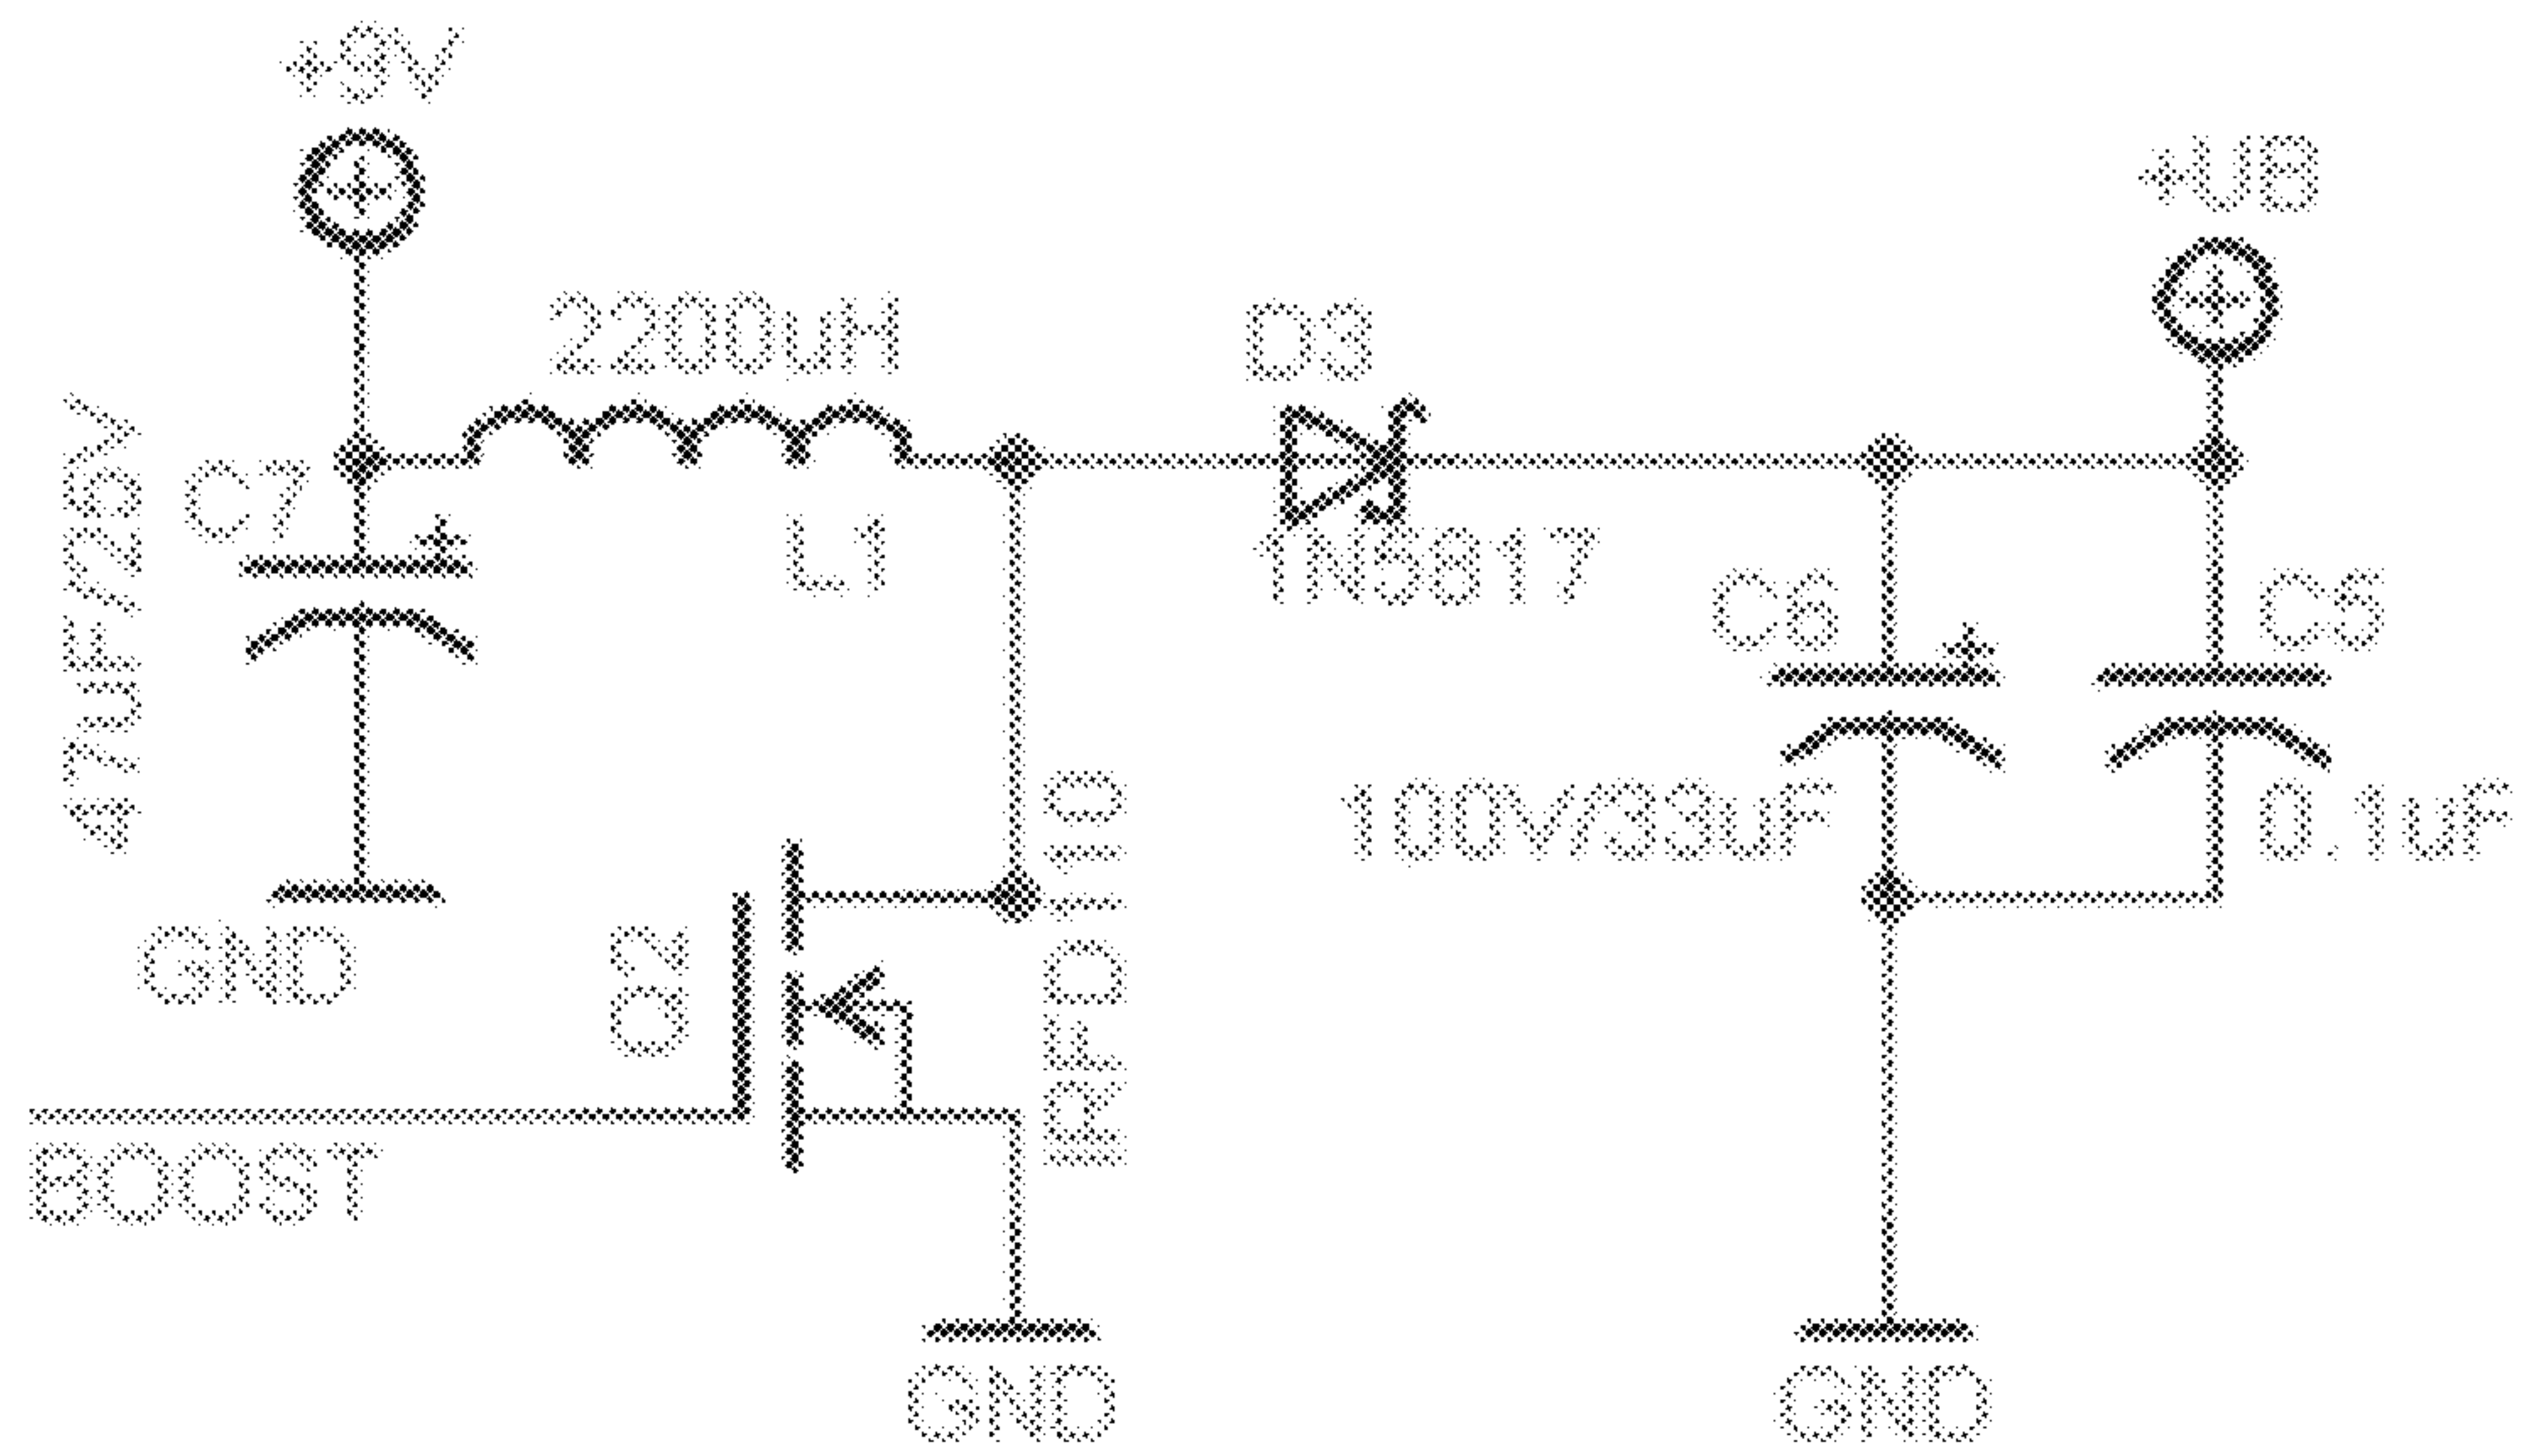 +9V
+UB
2200uH
D3
47uF/25V
C7
L1
1N5817
C6
C5
100V/33uF
0.1uF
IRFD110
Q2
GND
BOOST
GND
GND